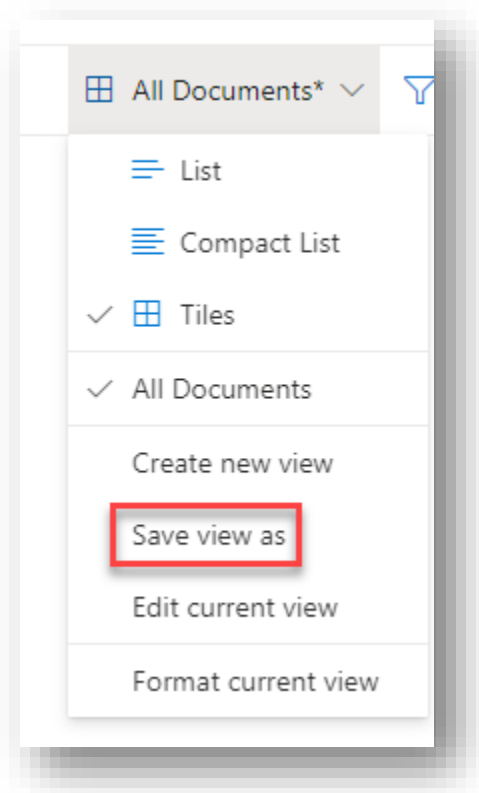 All Documents*
List
Compact List
Tiles
All Documents
Create new view
Save view as
Edit current view
Format current view